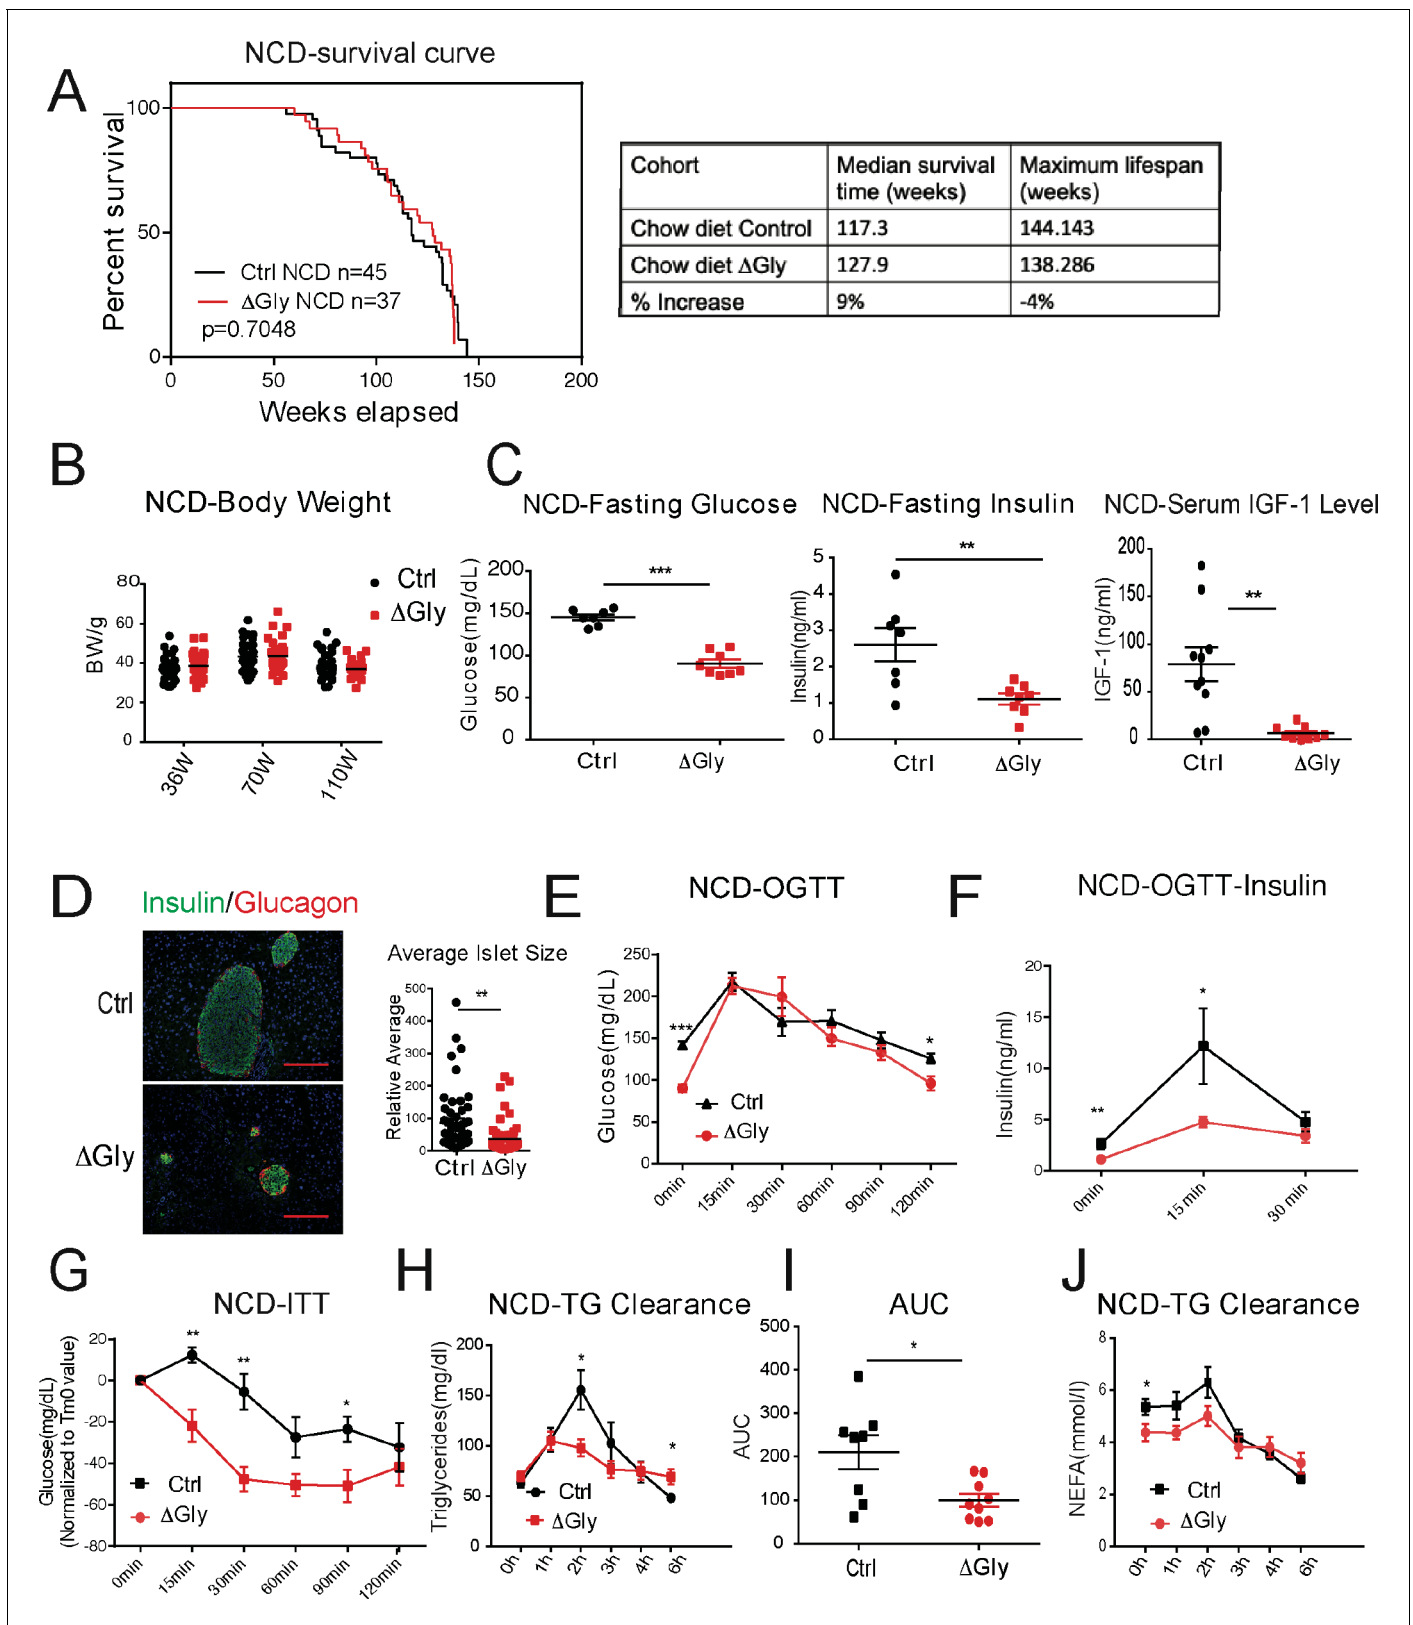 A
NCD-survival curve
Percent survival
100
50
0
Ctrl NCD n=45
ΔGly NCD n=37
p=0.7048
0 50 100 150 200
Weeks elapsed
Cohort Median survival time (weeks) Maximum lifespan (weeks)
Chow diet Control 117.3 144.143
Chow diet ΔGly 127.9 138.286
% Increase 9% -4%
B
NCD-Body Weight
BW/g
80
60
40
20
0
Ctrl
ΔGly
36W 70W 110W
C
NCD-Fasting Glucose
Glucose(mg/dL)
200
150
100
50
0
***
Ctrl ΔGly
NCD-Fasting Insulin
Insulin(ng/ml)
5
4
3
2
1
0
**
Ctrl ΔGly
NCD-Serum IGF-1 Level
IGF-1(ng/ml)
200
150
100
50
0
**
Ctrl ΔGly
D
Insulin/Glucagon
Ctrl
ΔGly
Average Islet Size
Relative Average
500
400
300
200
100
0
**
Ctrl ΔGly
E
NCD-OGTT
Glucose(mg/dL)
250
200
150
100
50
0
***
*
Ctrl
ΔGly
0min 15min 30min 60min 90min 120min
F
NCD-OGTT-Insulin
Insulin(ng/ml)
20
15
10
5
0
**
*
0min 15 min 30 min
G
NCD-ITT
Glucose(mg/dL)
(Normalized to Tm0 value)
20
0
-20
-40
-60
-80
**
**
*
Ctrl
ΔGly
0min 15min 30min 60min 90min 120min
H
NCD-TG Clearance
Triglycerides(mg/dl)
200
150
100
50
0
*
*
Ctrl
ΔGly
0h 1h 2h 3h 4h 6h
I
AUC
AUC
500
400
300
200
100
0
*
Ctrl ΔGly
J
NCD-TG Clearance
NEFA(mmol/l)
8
6
4
2
0
*
Ctrl
ΔGly
0h 1h 2h 3h 4h 6h